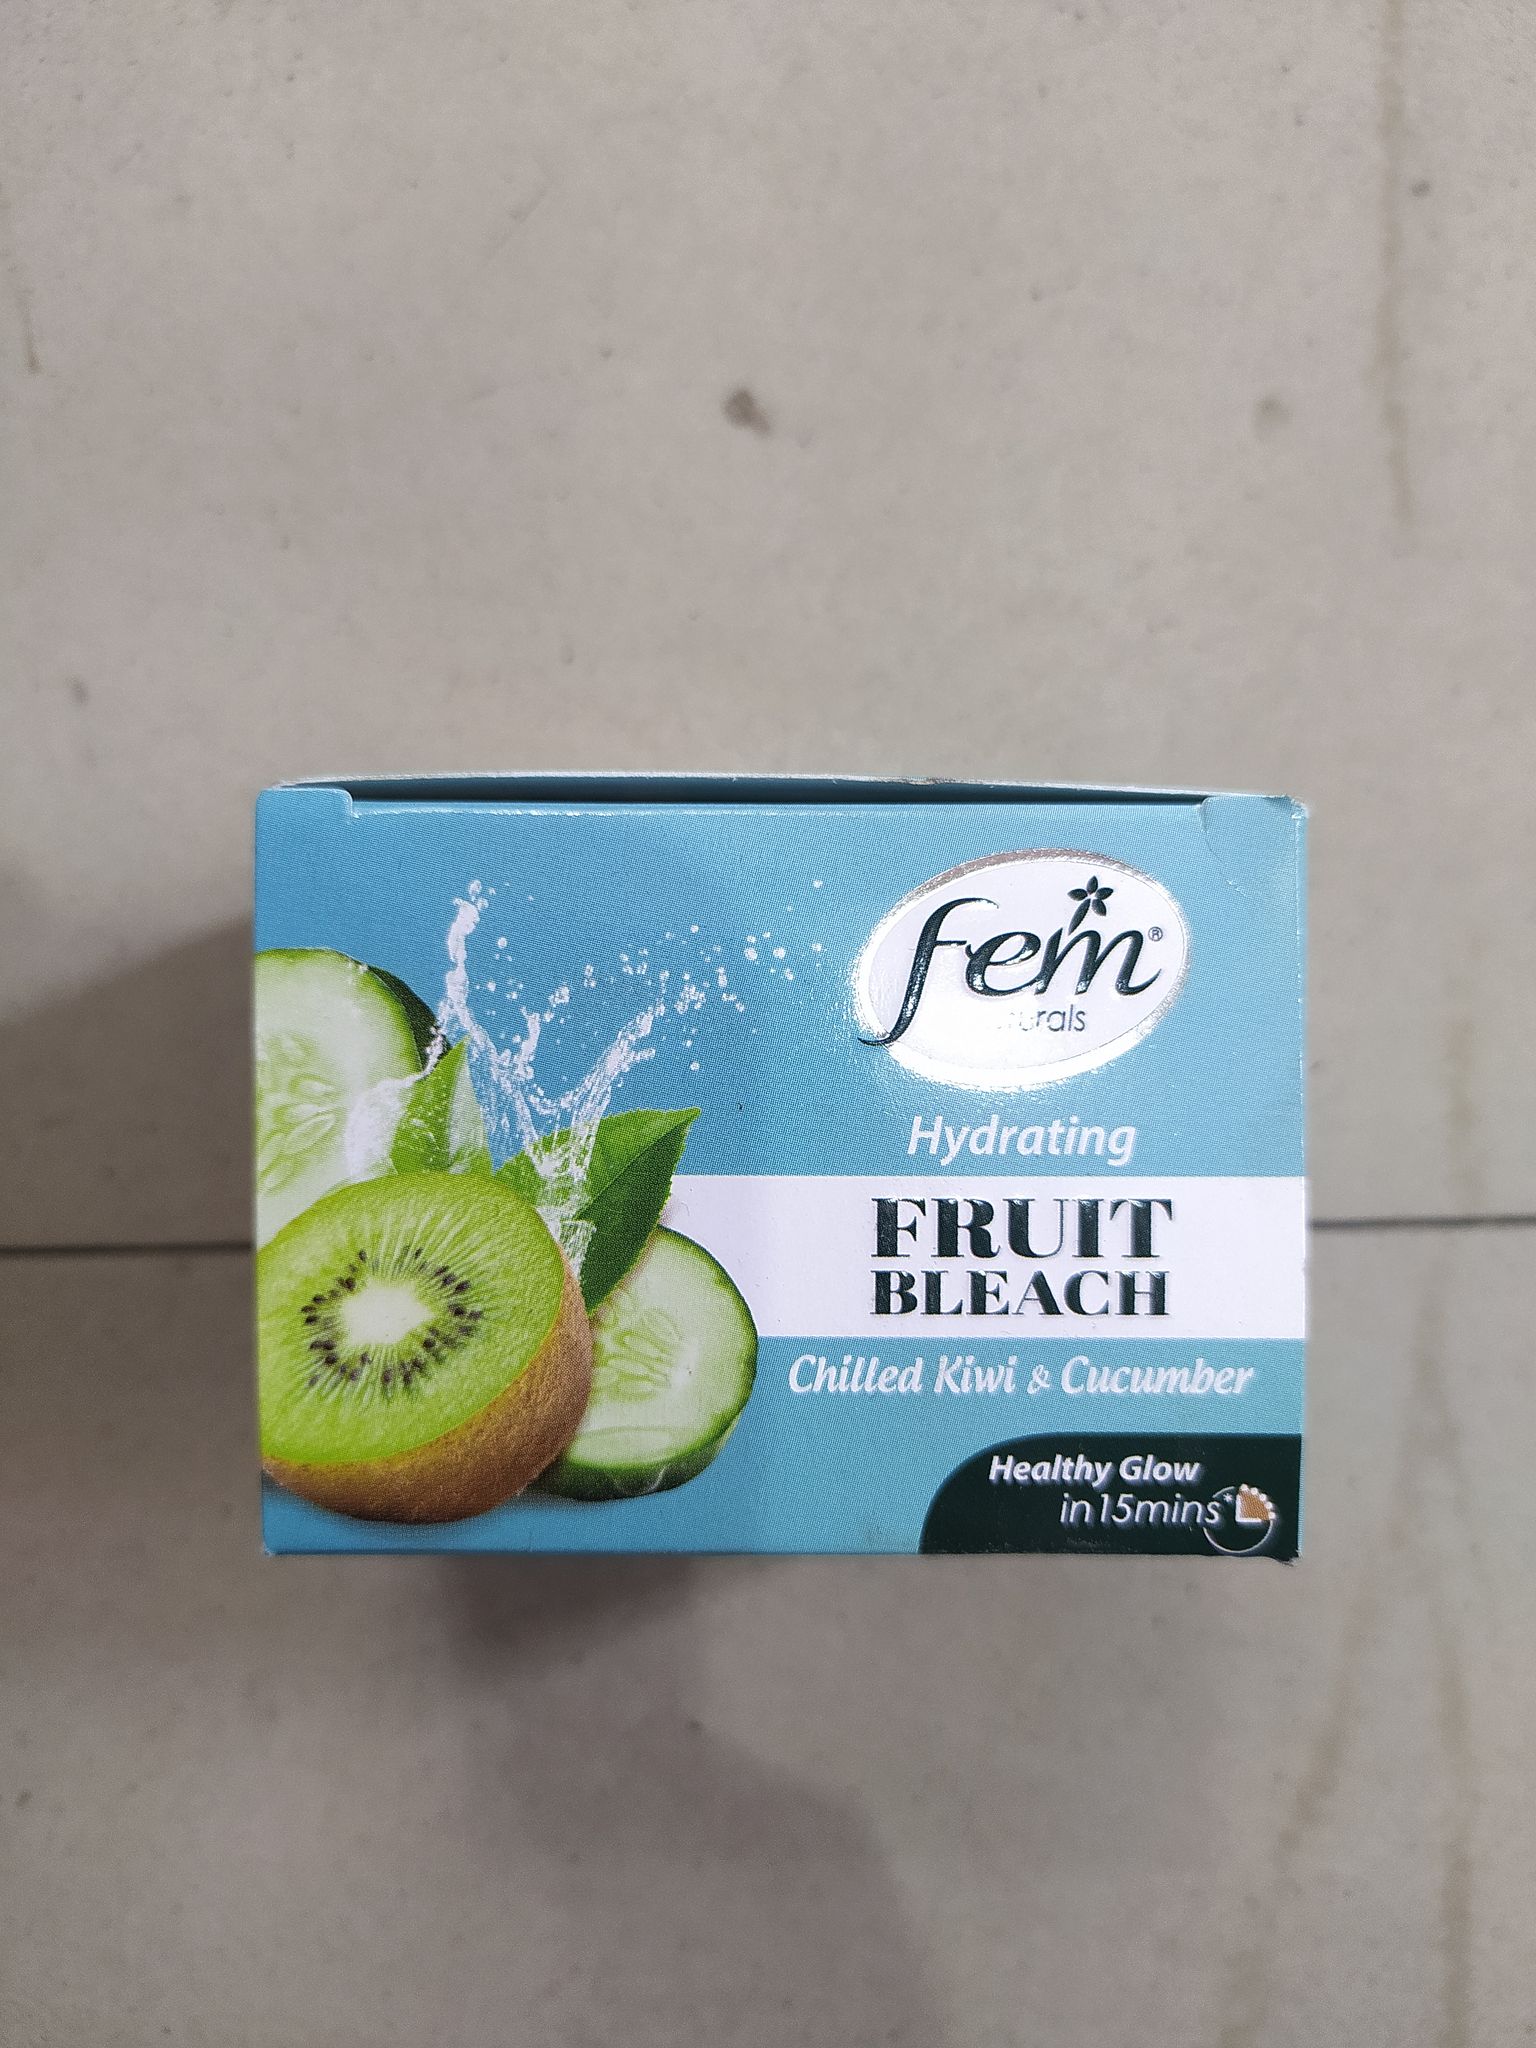 fem®
Hydrating
FRUIT
BLEACH
Chilled Kiwi & Cucumber
Healthy Glow
in 15mins